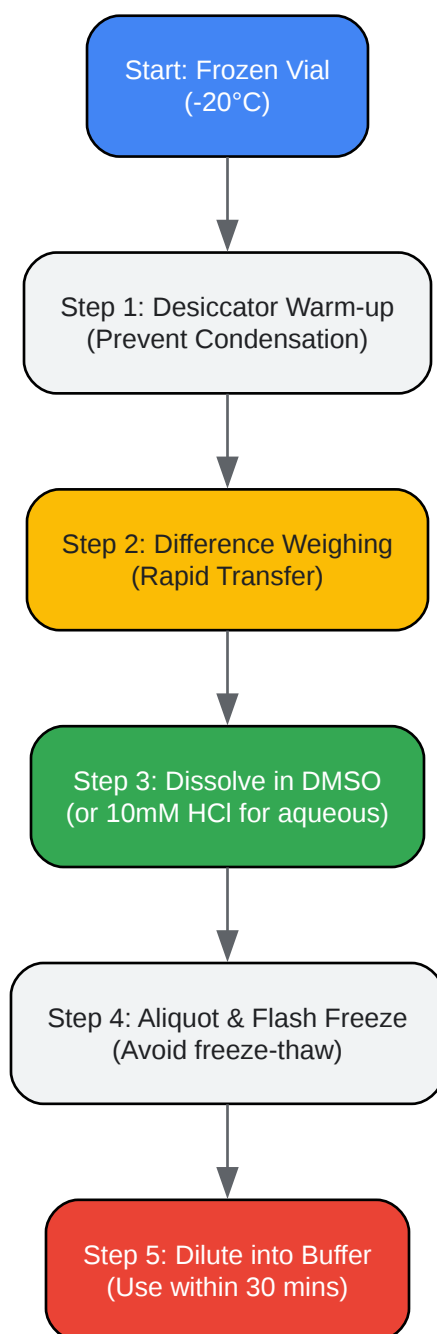 Start: Frozen Vial
(-20°C)
Step 1: Desiccator Warm-up
(Prevent Condensation)
Step 2: Difference Weighing
(Rapid Transfer)
Step 3: Dissolve in DMSO
(or 10mM HCl for aqueous)
Step 4: Aliquot & Flash Freeze
(Avoid freeze-thaw)
Step 5: Dilute into Buffer
(Use within 30 mins)